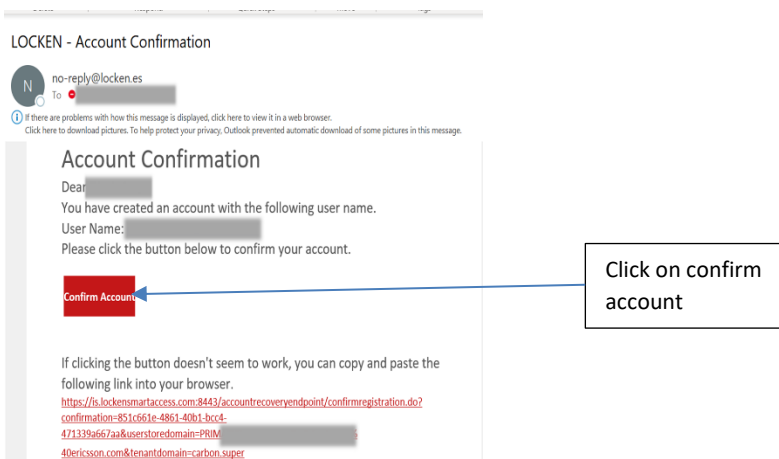 LOCKEN - Account Confirmation
N
no-reply@locken.es
To
If there are problems with how this message is displayed, click here to view it in a web browser.
Click here to download pictures. To help protect your privacy, Outlook prevented automatic download of some pictures in this message.
Account Confirmation
Dear
You have created an account with the following user name.
User Name:
Please click the button below to confirm your account.
Confirm Account
Click on confirm
account
If clicking the button doesn't seem to work, you can copy and paste the
following link into your browser.
https://is.lockensmartaccess.com:8443/accountrecoveryendpoint/confirmregistration.do?
confirmation=851c661e-4861-40b1-bcc4-
471339a667aa&userstoredomain=PRIM
40ericsson.com&tenantdomain=carbon.super